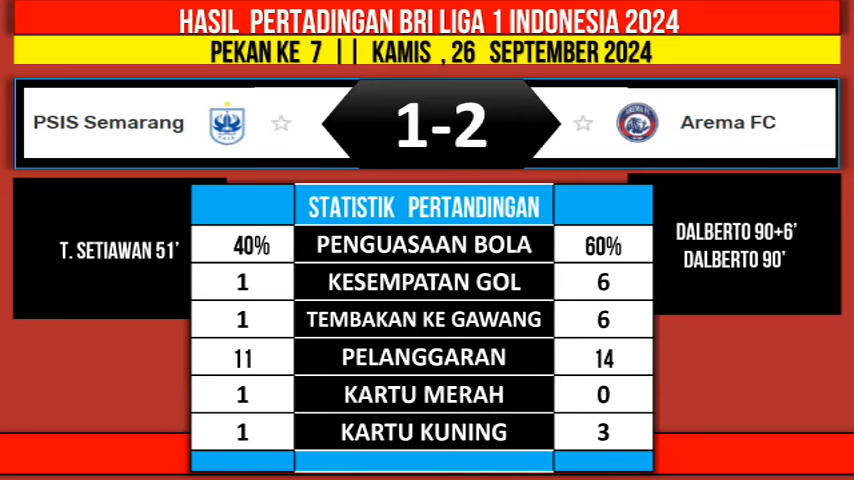 HASIL PERTADINGAN BRI LIGA 1 INDONESIA 2024
PEKAN KE 7 || KAMIS , 26 SEPTEMBER 2024
PSIS Semarang 1-2 Arema FC
STATISTIK PERTANDINGAN
T. SETIAWAN 51’
DALBERTO 90+6’
DALBERTO 90’
40% PENGUASAAN BOLA 60%
1 KESEMPATAN GOL 6
1 TEMBAKAN KE GAWANG 6
11 PELANGGARAN 14
1 KARTU MERAH 0
1 KARTU KUNING 3